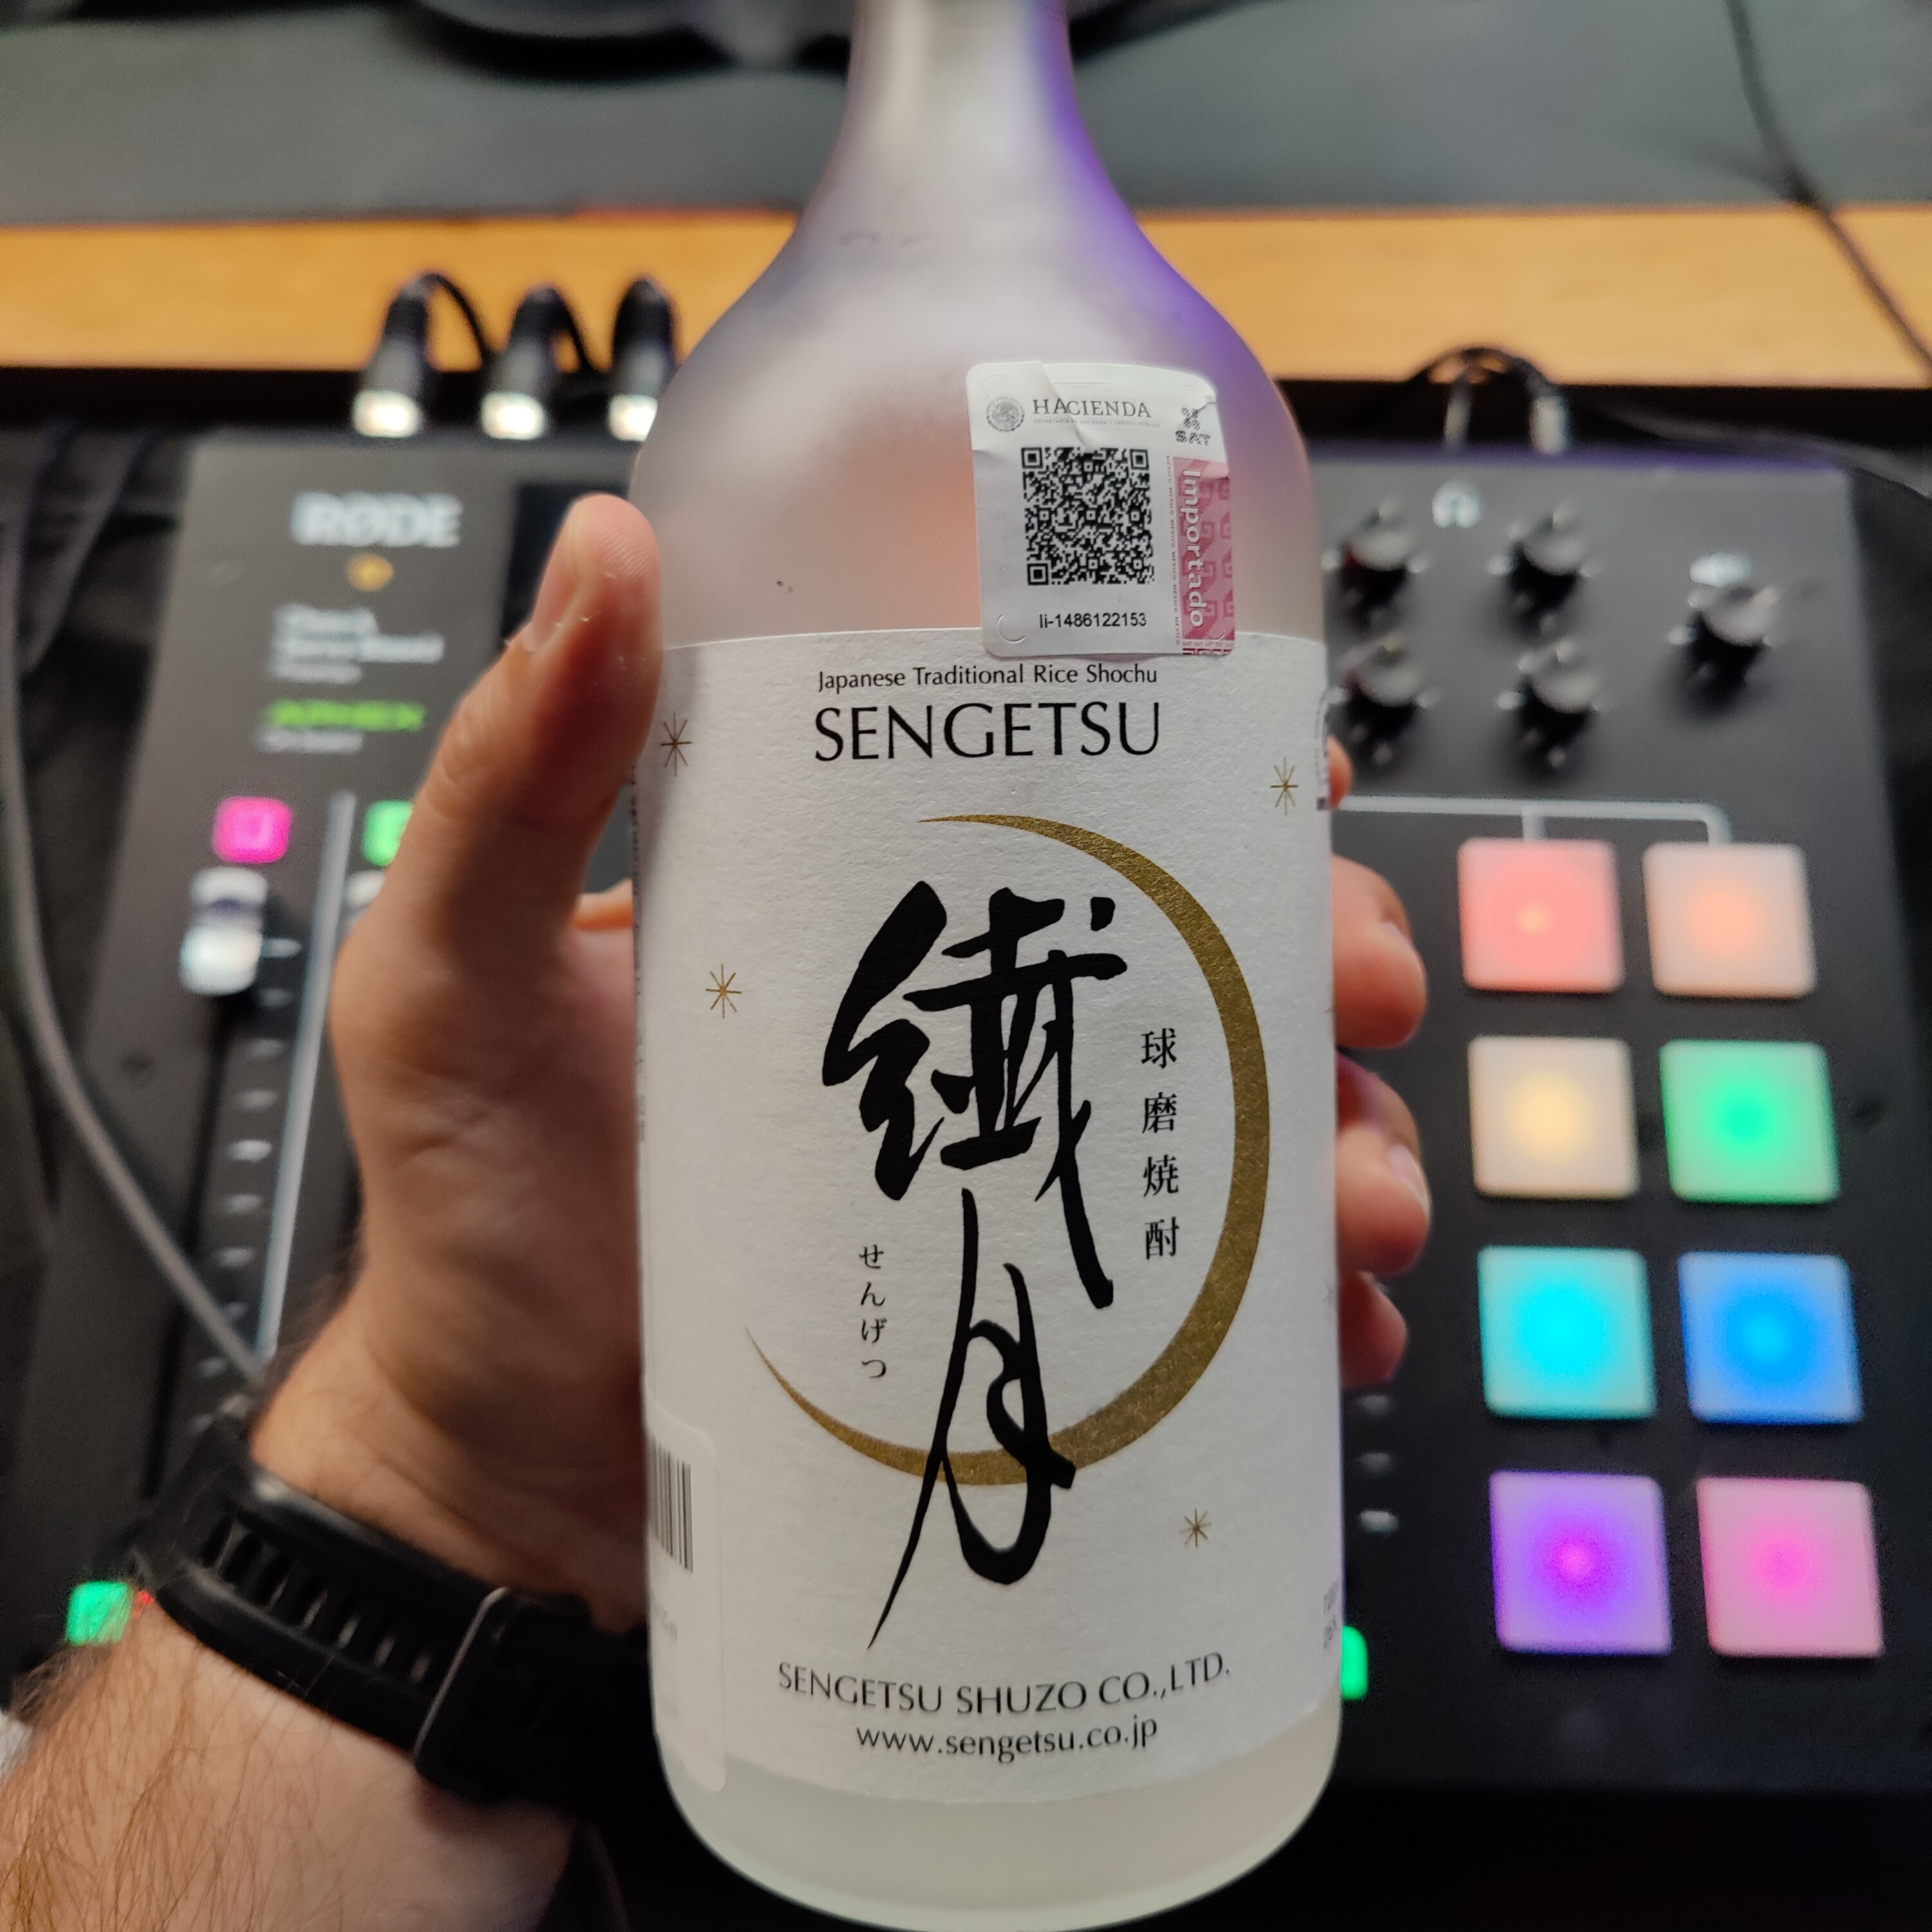 RØDE
HACIENDA
SAT
Importado
Ii-1486122153
Japanese Traditional Rice Shochu
SENGETSU
繊月
球磨焼酎
せんげつ
SENGETSU SHUZO CO.,LTD.
www.sengetsu.co.jp